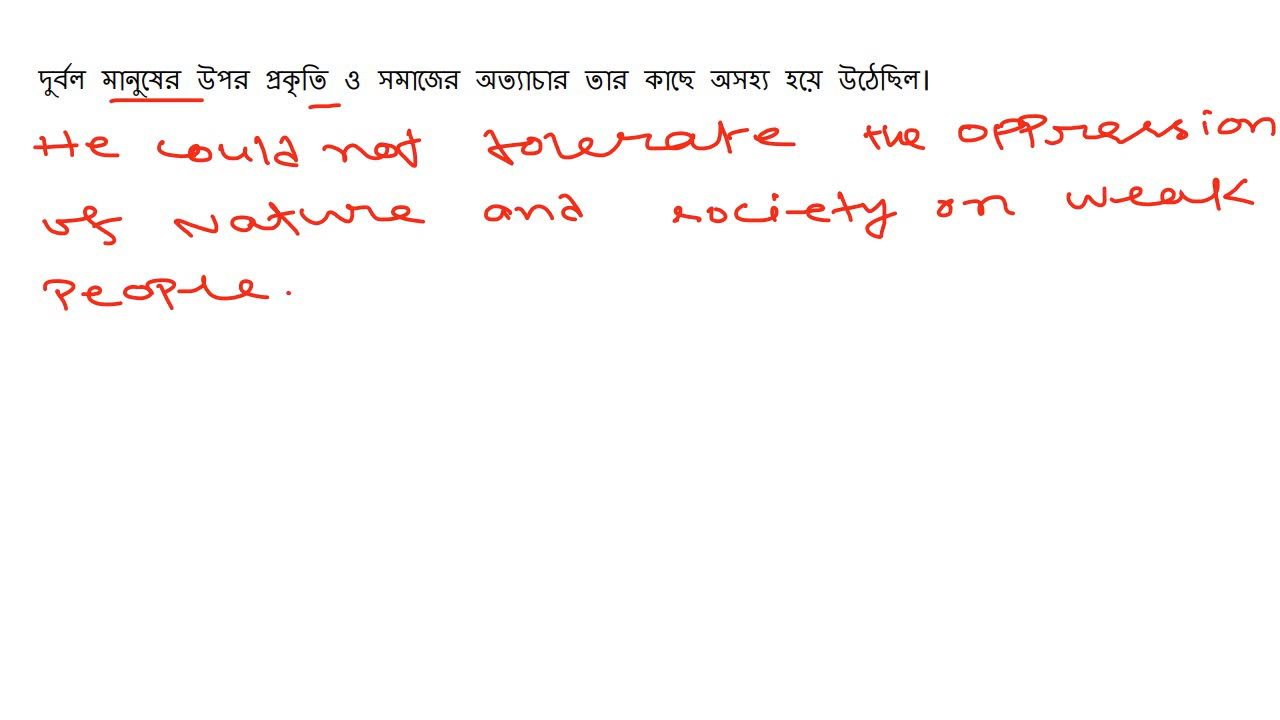 দুর্বল মানুষের উপর প্রকৃতি ও সমাজের অত্যাচার তার কাছে অসহ্য হয়ে উঠেছিল।
He could not tolerate the oppression
of Nature and society on weak
people.